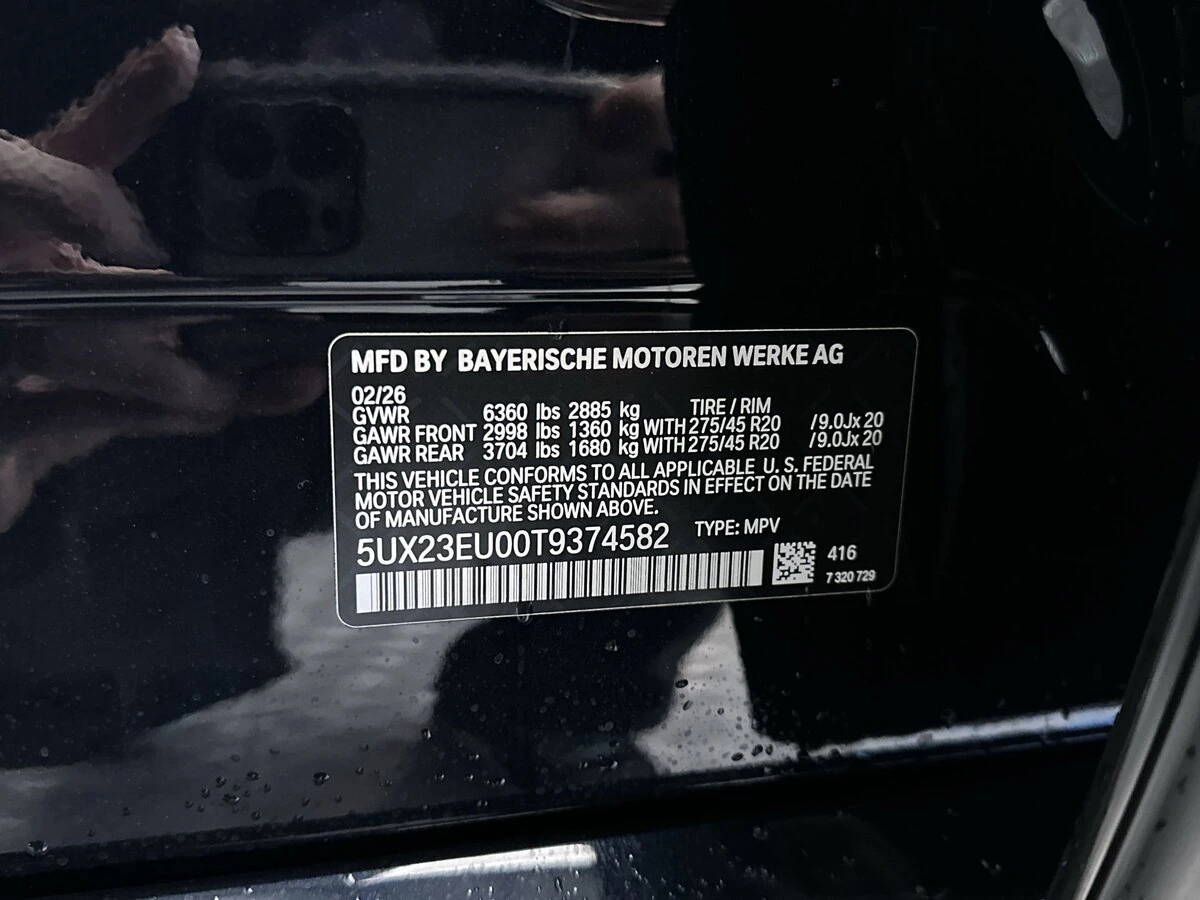 MFD BY BAYERISCHE MOTOREN WERKE AG
02/26
GVWR 6360 lbs 2885 kg TIRE / RIM
GAWR FRONT 2998 lbs 1360 kg WITH 275/45 R20 /9.0Jx 20
GAWR REAR 3704 lbs 1680 kg WITH 275/45 R20 /9.0Jx 20
THIS VEHICLE CONFORMS TO ALL APPLICABLE U. S. FEDERAL
MOTOR VEHICLE SAFETY STANDARDS IN EFFECT ON THE DATE
OF MANUFACTURE SHOWN ABOVE.
5UX23EU00T9374582 TYPE: MPV
416
7 320 729